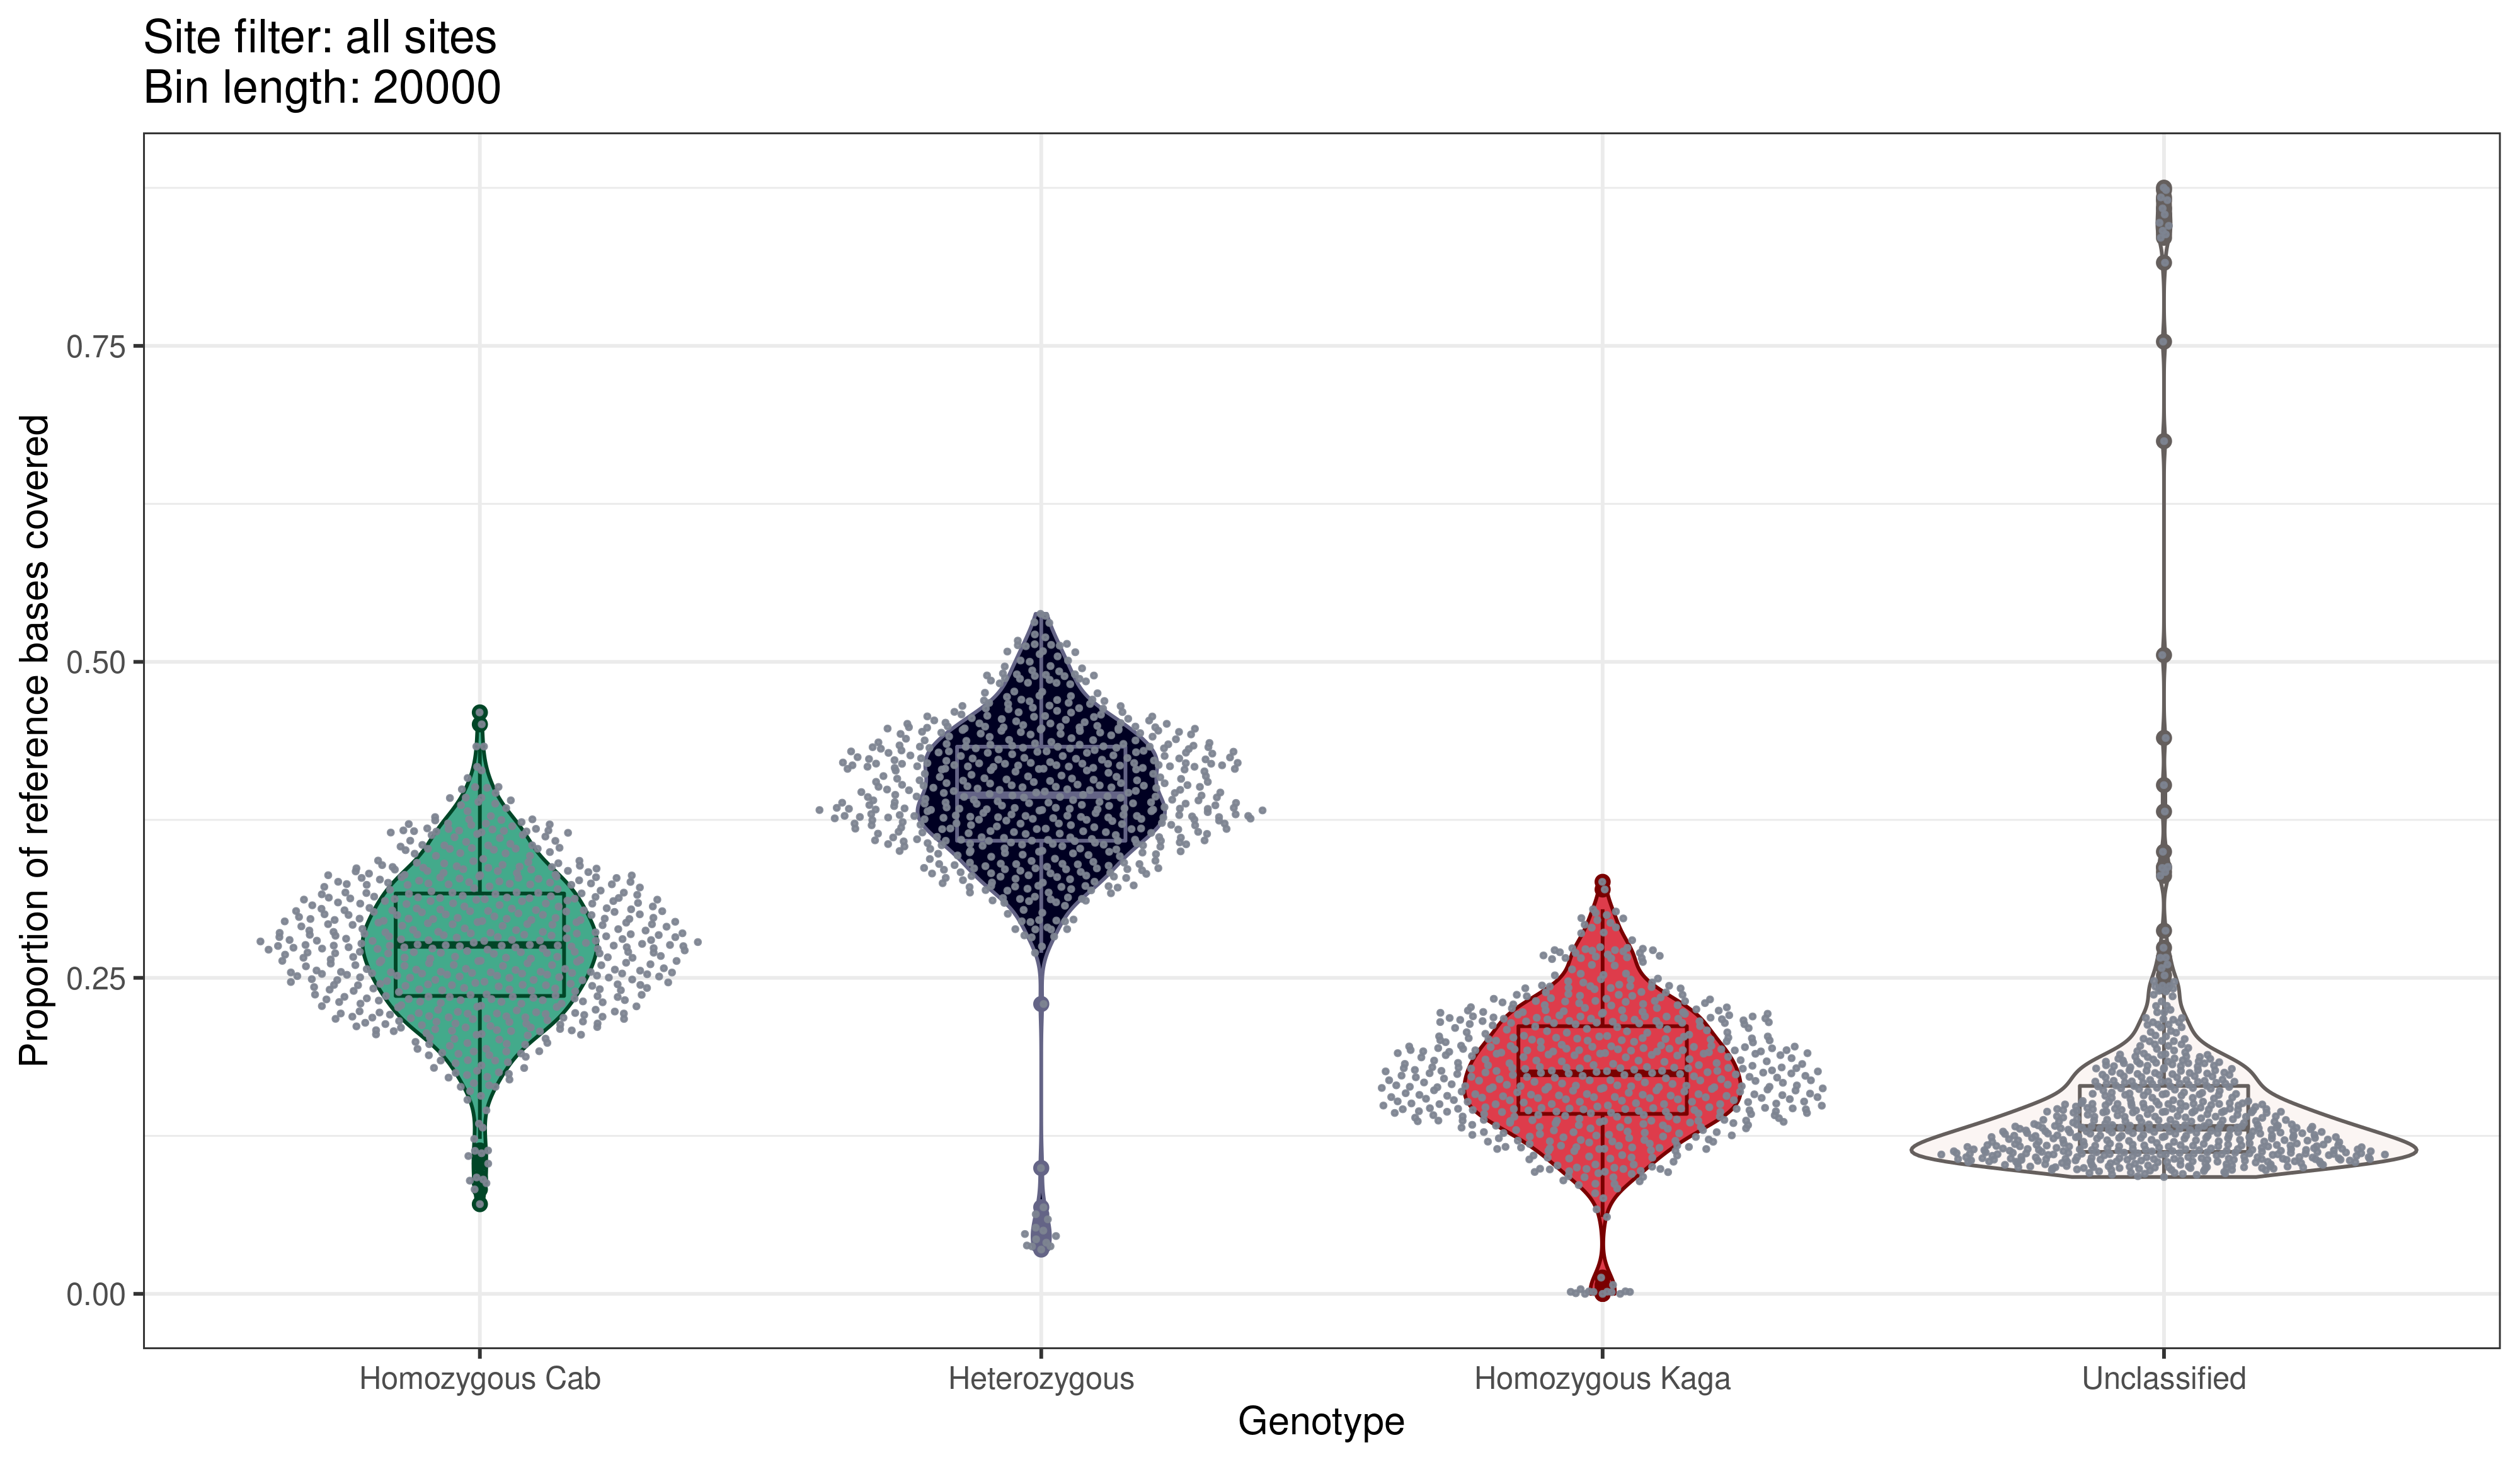 Site filter: all sites
Bin length: 20000
Proportion of reference bases covered
0.75
0.50
0.25
0.00
Homozygous Cab
Heterozygous
Homozygous Kaga
Unclassified
Genotype